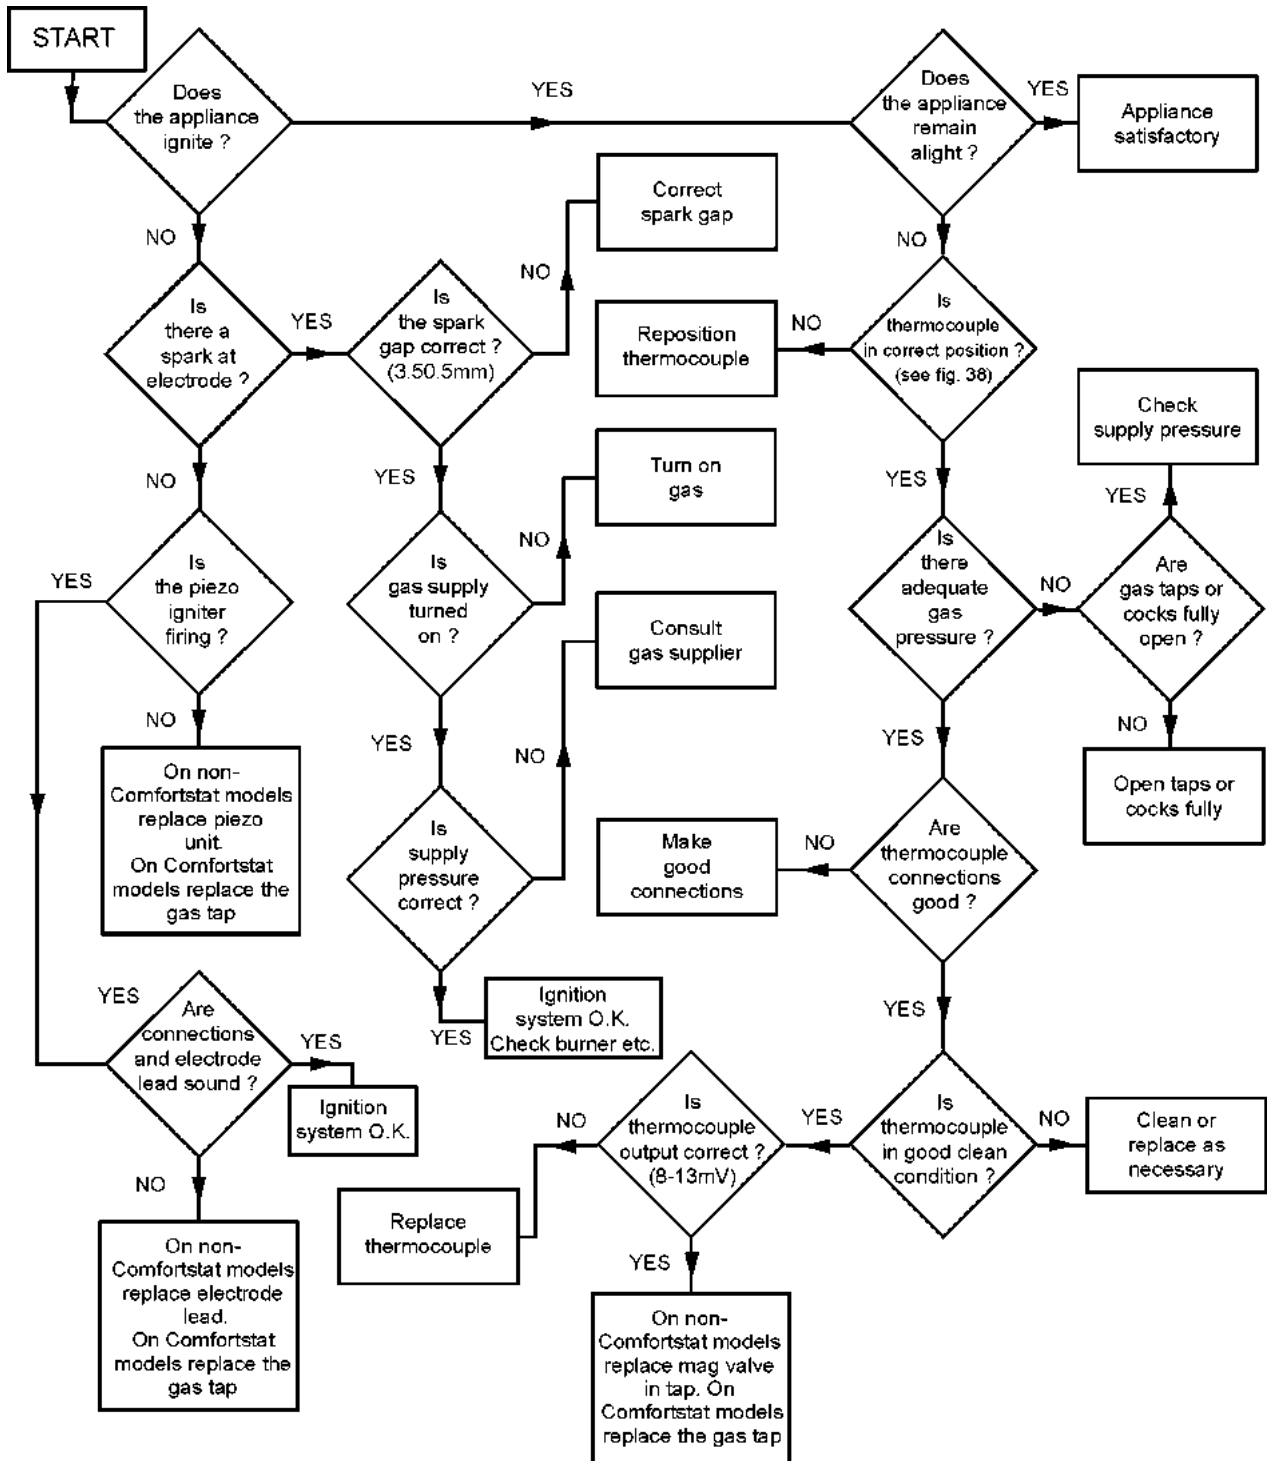 START
Does
the appliance
ignite ?
YES
Does
the appliance
remain
alight ?
YES
Appliance
satisfactory
NO
Correct
spark gap
NO
NO
Is
there a
spark at
electrode ?
YES
Is
the spark
gap correct ?
(3.50.5mm)
Reposition
thermocouple
NO
Is
thermocouple
in correct position ?
(see fig. 38)
Check
supply pressure
NO
YES
Turn on
gas
YES
YES
YES
Is
the piezo
igniter
firing ?
Is
gas supply
turned
on ?
NO
Is
there
adequate
gas
pressure ?
NO
Are
gas taps or
cocks fully
open ?
Consult
gas supplier
NO
YES
NO
YES
NO
On non-
Comfortstat models
replace piezo
unit.
On Comfortstat
models replace the
gas tap
Is
supply
pressure
correct ?
Make
good
connections
NO
Are
thermocouple
connections
good ?
Open taps or
cocks fully
YES
Are
connections
and electrode
lead sound ?
YES
Ignition
system O.K.
YES
Ignition
system O.K.
Check burner etc.
YES
NO
Is
thermocouple
output correct ?
(8-13mV)
YES
Is
thermocouple
in good clean
condition ?
NO
Clean or
replace as
necessary
NO
On non-
Comfortstat models
replace electrode
lead.
On Comfortstat
models replace the
gas tap
Replace
thermocouple
YES
On non-
Comfortstat models
replace mag valve
in tap. On
Comfortstat models
replace the gas tap